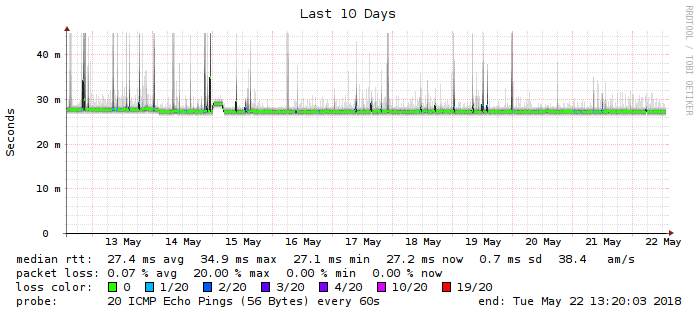 Last 10 Days
RRDTOOL / TOBI OETIKER
Seconds
40 m
30 m
20 m
10 m
0
13 May 14 May 15 May 16 May 17 May 18 May 19 May 20 May 21 May 22 May
median rtt: 27.4 ms avg 34.9 ms max 27.1 ms min 27.2 ms now 0.7 ms sd 38.4 am/s
packet loss: 0.07 % avg 20.00 % max 0.00 % min 0.00 % now
loss color: 0 1/20 2/20 3/20 4/20 10/20 19/20
probe: 20 ICMP Echo Pings (56 Bytes) every 60s end: Tue May 22 13:20:03 2018